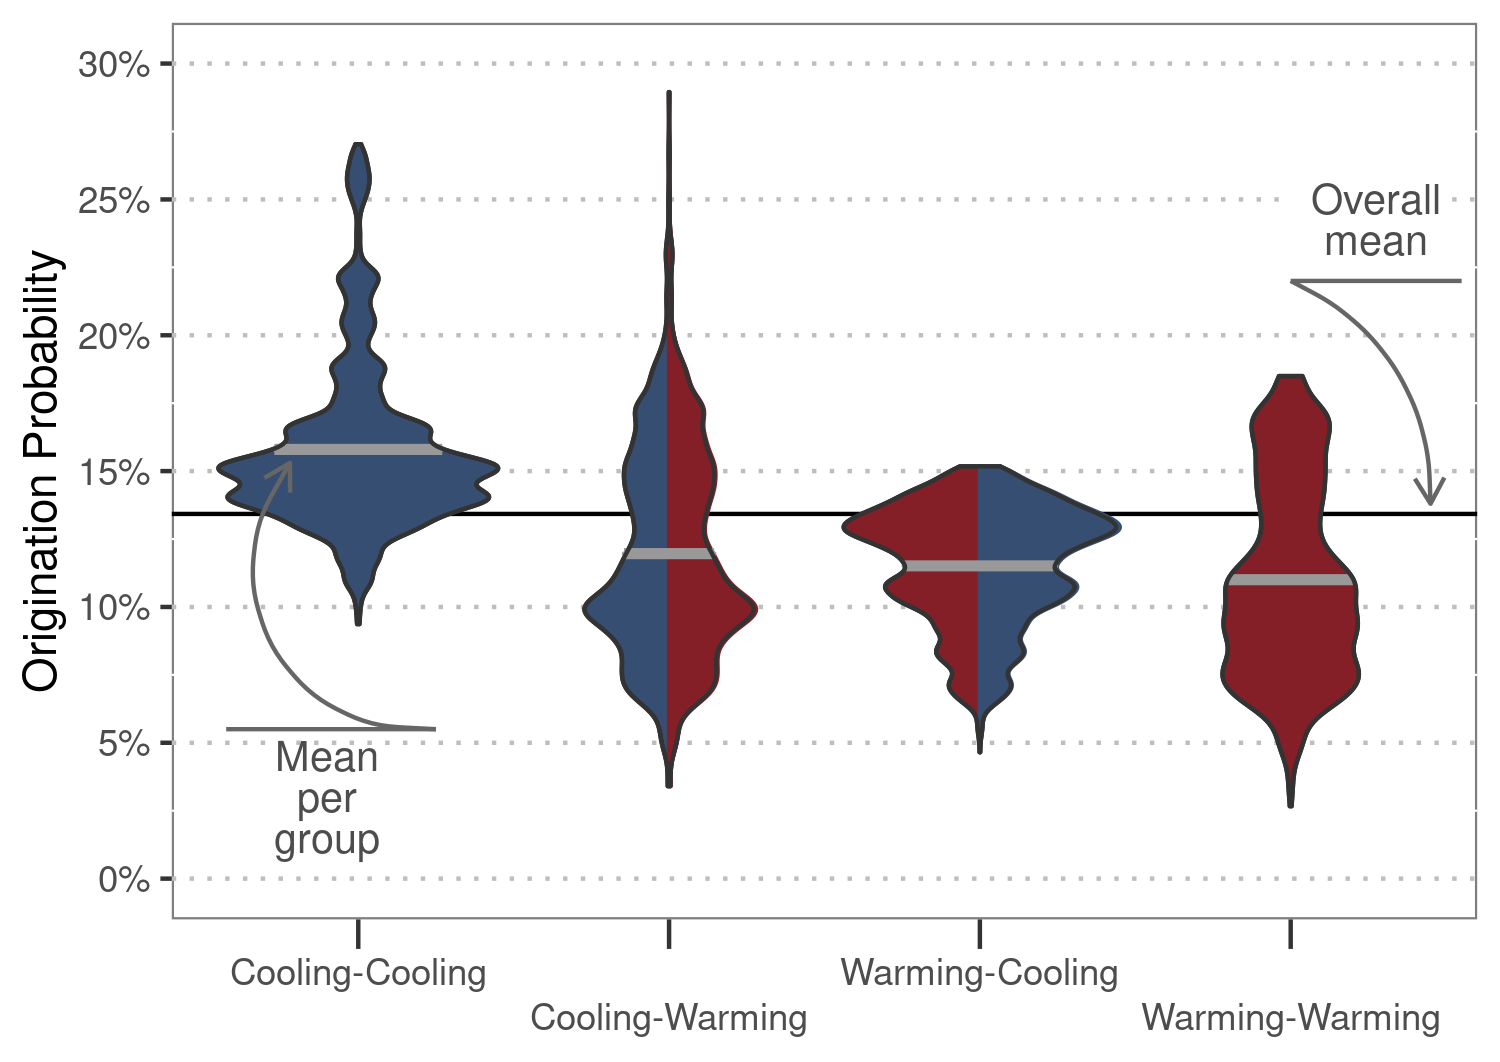 30%
25%
20%
15%
10%
5%
0%
Origination Probability
Overall
mean
Mean
per
group
Cooling-Cooling
Cooling-Warming
Warming-Cooling
Warming-Warming